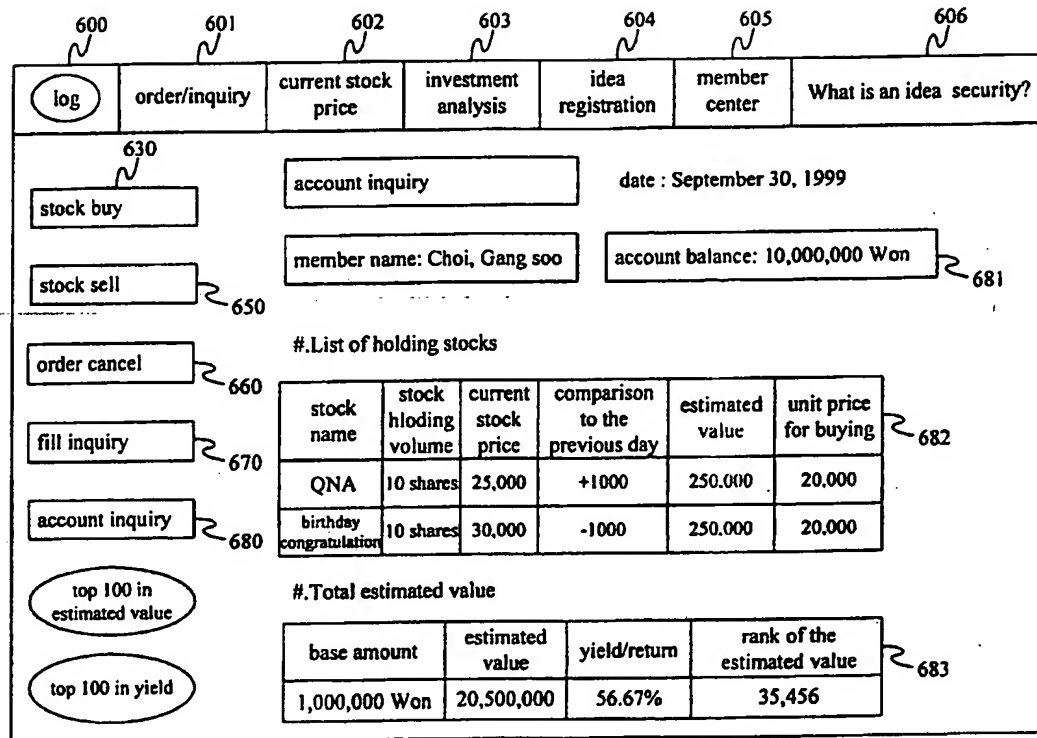 600 601 602 603 604 605 606
log order/inquiry current stock price investment analysis idea registration member center What is an idea security?
630
stock buy
account inquiry
date : September 30, 1999
stock sell
650
member name: Choi, Gang soo
account balance: 10,000,000 Won
681
order cancel
660
fill inquiry
670
account inquiry
680
top 100 in
estimated value
top 100 in yield
#.List of holding stocks
stock name stock hloding volume current stock price comparison to the previous day estimated value unit price for buying
682
QNA 10 shares 25,000 +1000 250.000 20,000
birthday congratulation 10 shares 30,000 -1000 250.000 20,000
#.Total estimated value
base amount estimated value yield/return rank of the estimated value
683
1,000,000 Won 20,500,000 56.67% 35,456